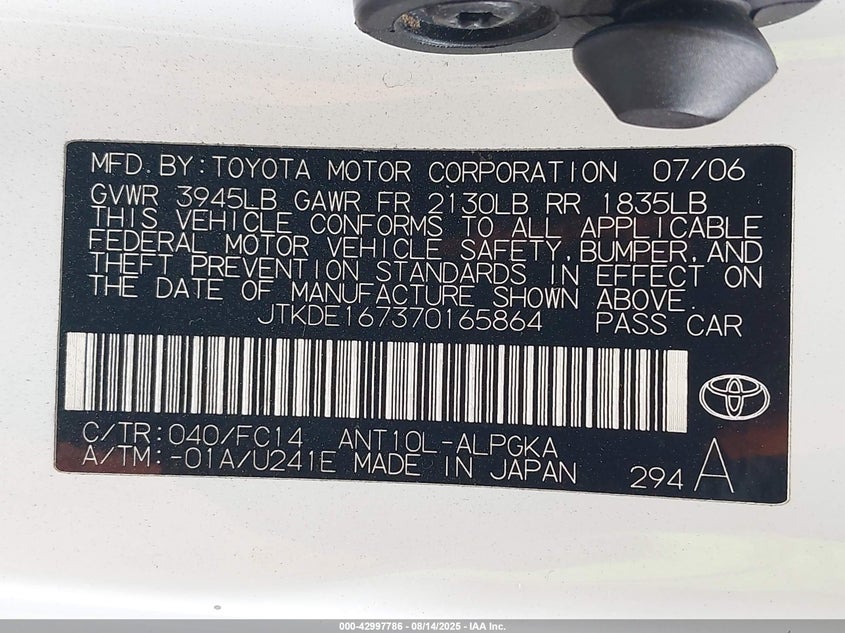 MFD. BY: TOYOTA MOTOR CORPORATION 07/06
GVWR 3945LB GAWR FR 2130LB RR 1835LB
THIS VEHICLE CONFORMS TO ALL APPLICABLE
FEDERAL MOTOR VEHICLE SAFETY, BUMPER, AND
THEFT PREVENTION STANDARDS IN EFFECT ON
THE DATE OF MANUFACTURE SHOWN ABOVE.
JTKDE167370165864 PASS CAR
C/TR: 040/FC14 ANT10L-ALPGKA
A/TM: -01A/U241E MADE IN JAPAN 294 A
000-42997786 - 08/14/2025 - IAA Inc.